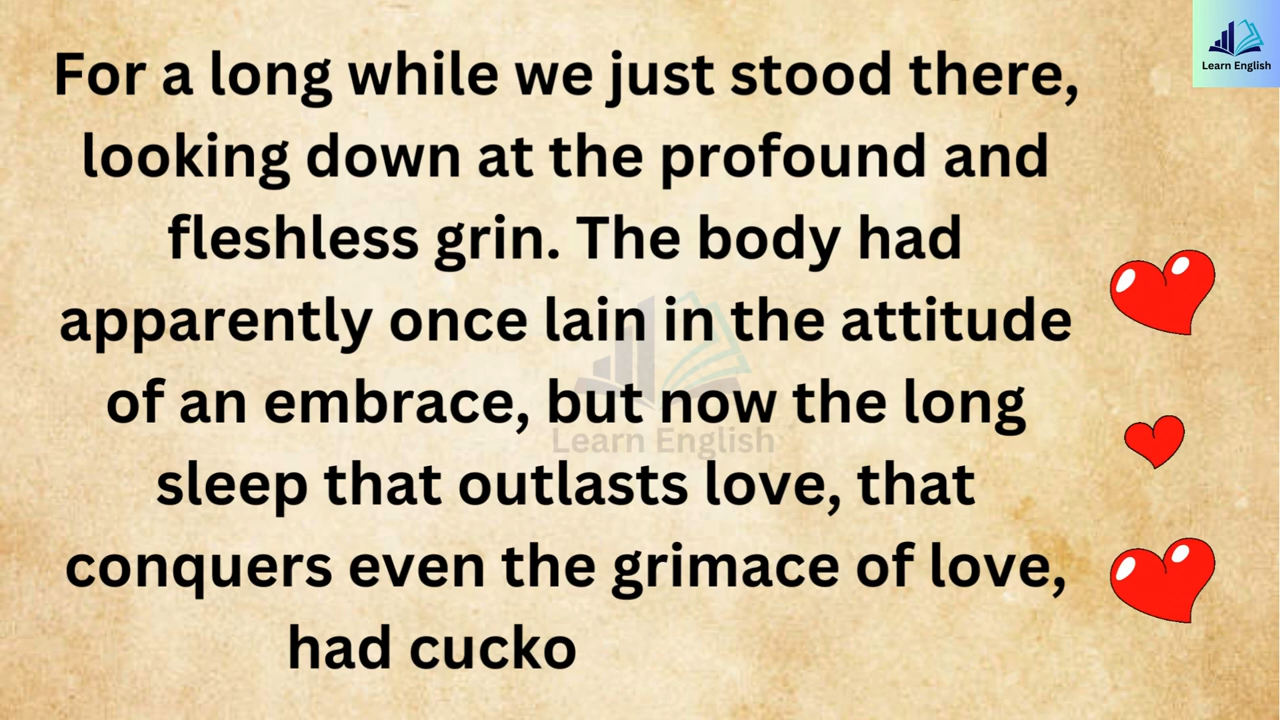 Learn English
For a long while we just stood there,
looking down at the profound and
fleshless grin. The body had
apparently once lain in the attitude
of an embrace, but now the long
Learn English
sleep that outlasts love, that
conquers even the grimace of love,
had cucko